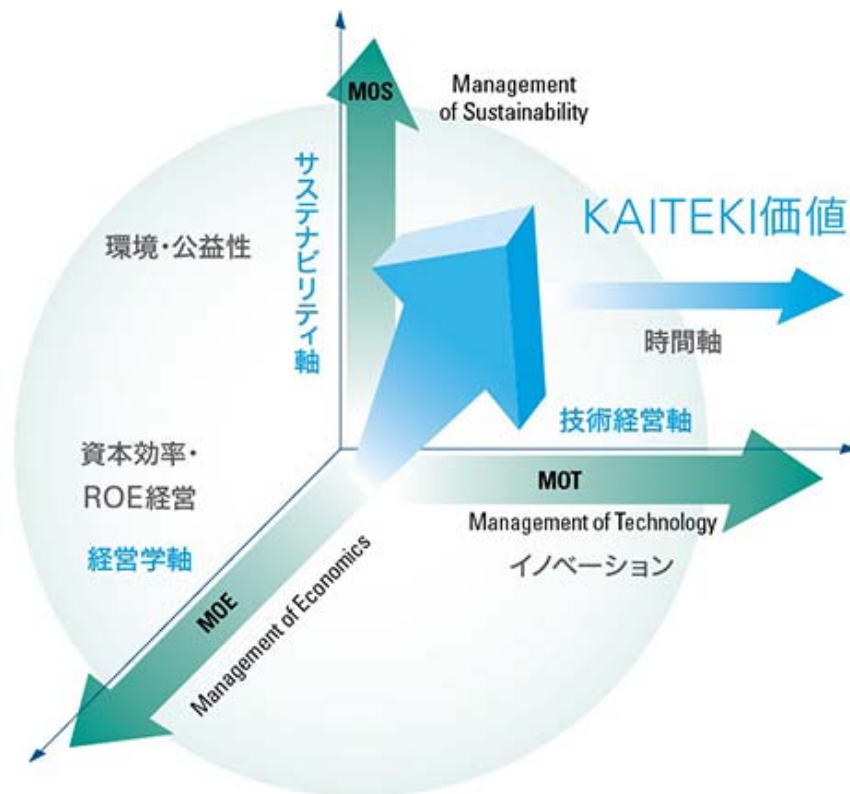 MOS
Management
of Sustainability
サステナビリティ軸
KAITEKI価値
環境・公益性
時間軸
技術経営軸
資本効率・
ROE経営
MOT
Management of Technology
経営学軸
イノベーション
MOE
Management of Economics